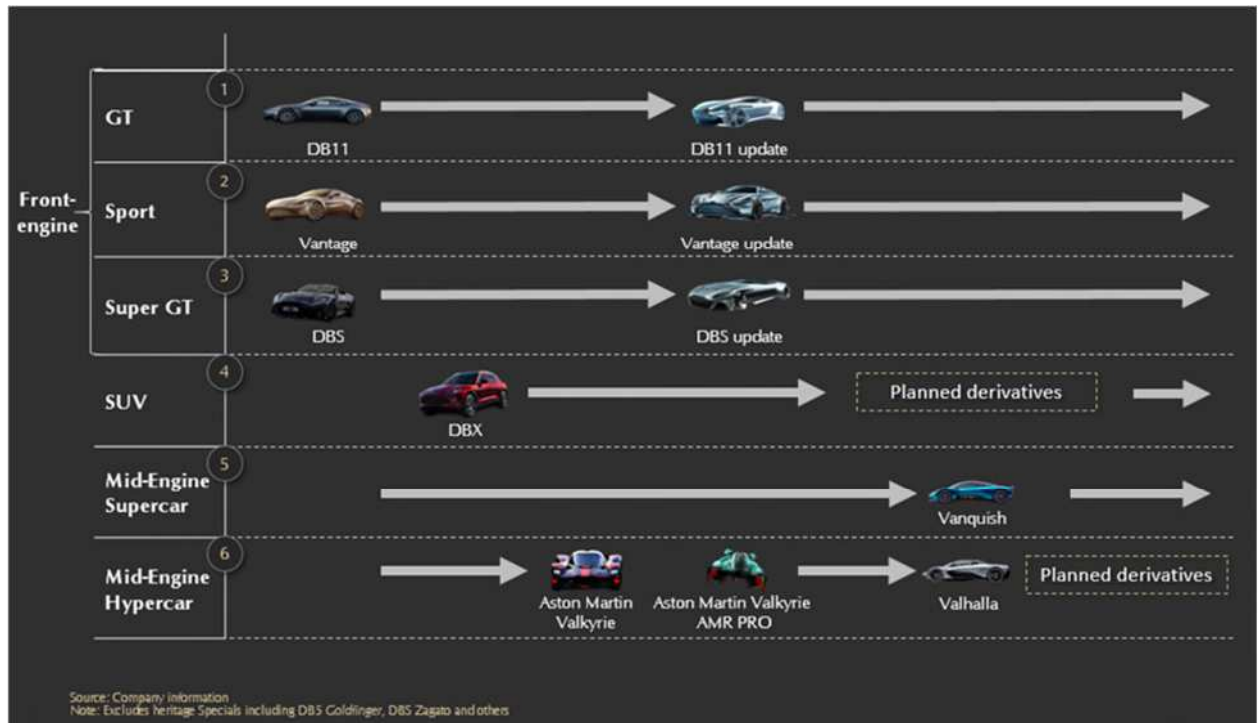 1
GT
DB11
DB11 update
2
Front-
engine
Sport
Vantage
Vantage update
3
Super GT
DBS
DBS update
4
SUV
DBX
Planned derivatives
5
Mid-Engine
Supercar
Vanquish
6
Mid-Engine
Hypercar
Aston Martin
Valkyrie
Aston Martin Valkyrie
AMR PRO
Valhalla
Planned derivatives
Source: Company information
Note: Excludes heritage Specials including DB5 Goldfinger, DBS Zagato and others